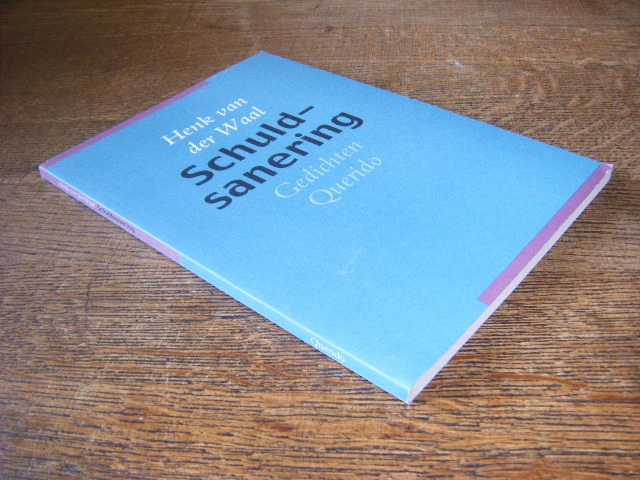 Henk van
der Waal
Schuld-
sanering
Gedichten
Querido
Querido